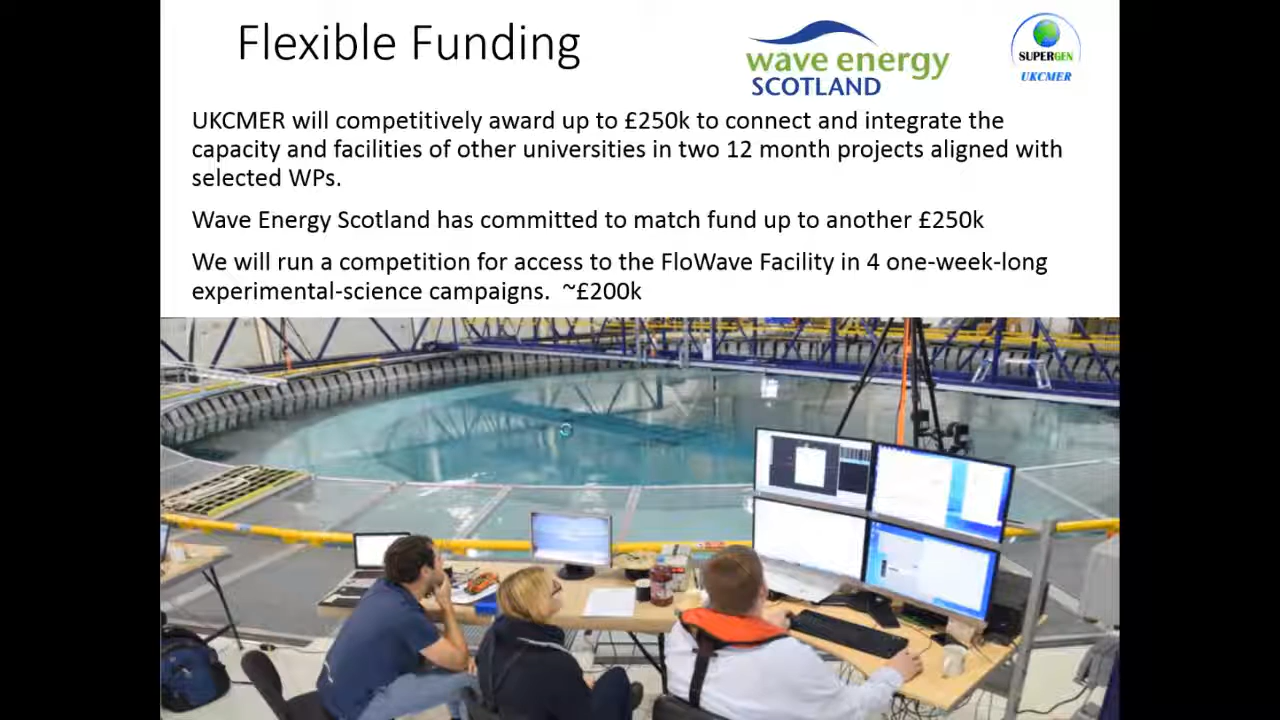 Flexible Funding
wave energy
SCOTLAND
SUPERGEN
UKCMER
UKCMER will competitively award up to £250k to connect and integrate the
capacity and facilities of other universities in two 12 month projects aligned with
selected WPs.
Wave Energy Scotland has committed to match fund up to another £250k
We will run a competition for access to the FloWave Facility in 4 one-week-long
experimental-science campaigns.  ~£200k